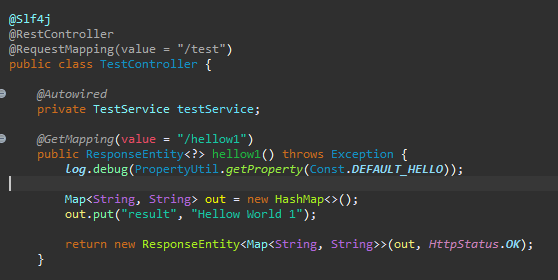 @Slf4j
@RestController
@RequestMapping(value = "/test")
public class TestController {
@Autowired
private TestService testService;
@GetMapping(value = "/hellow1")
public ResponseEntity<?> hellow1() throws Exception {
log.debug(PropertyUtil.getProperty(Const.DEFAULT_HELLO));
Map<String, String> out = new HashMap<>();
out.put("result", "Hellow World 1");
return new ResponseEntity<Map<String, String>>(out, HttpStatus.OK);
}